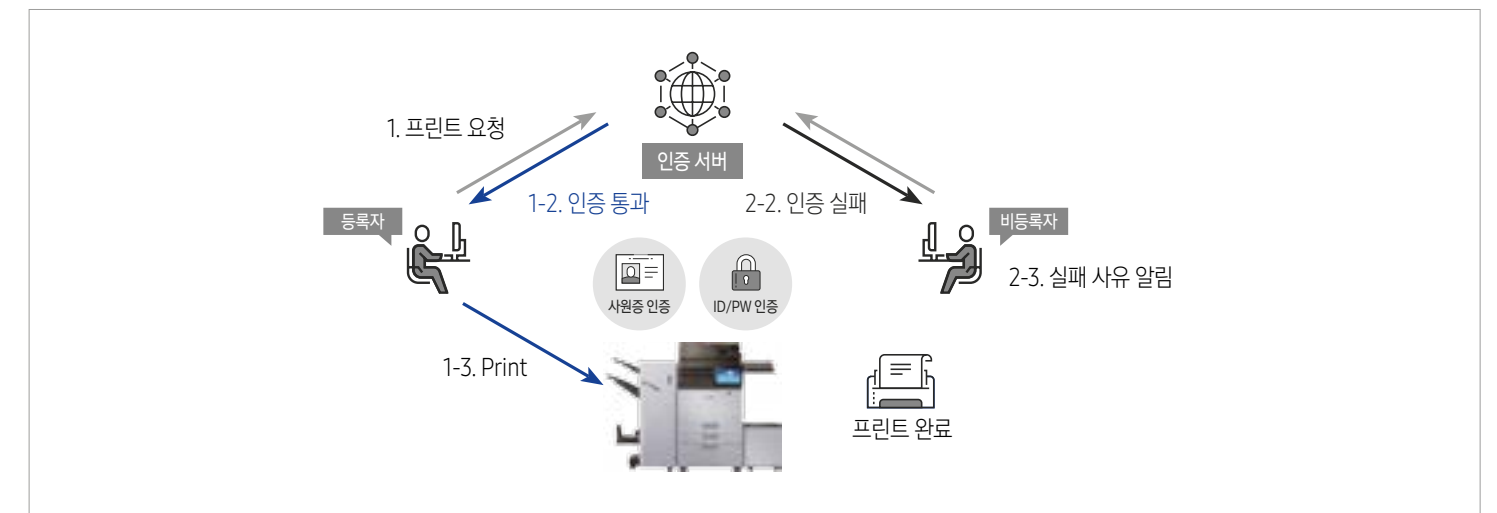 1. 프린트 요청
인증 서버
1-2. 인증 통과
2-2. 인증 실패
등록자
비등록자
2-3. 실패 사유 알림
사원증 인증
ID/PW 인증
1-3. Print
프린트 완료